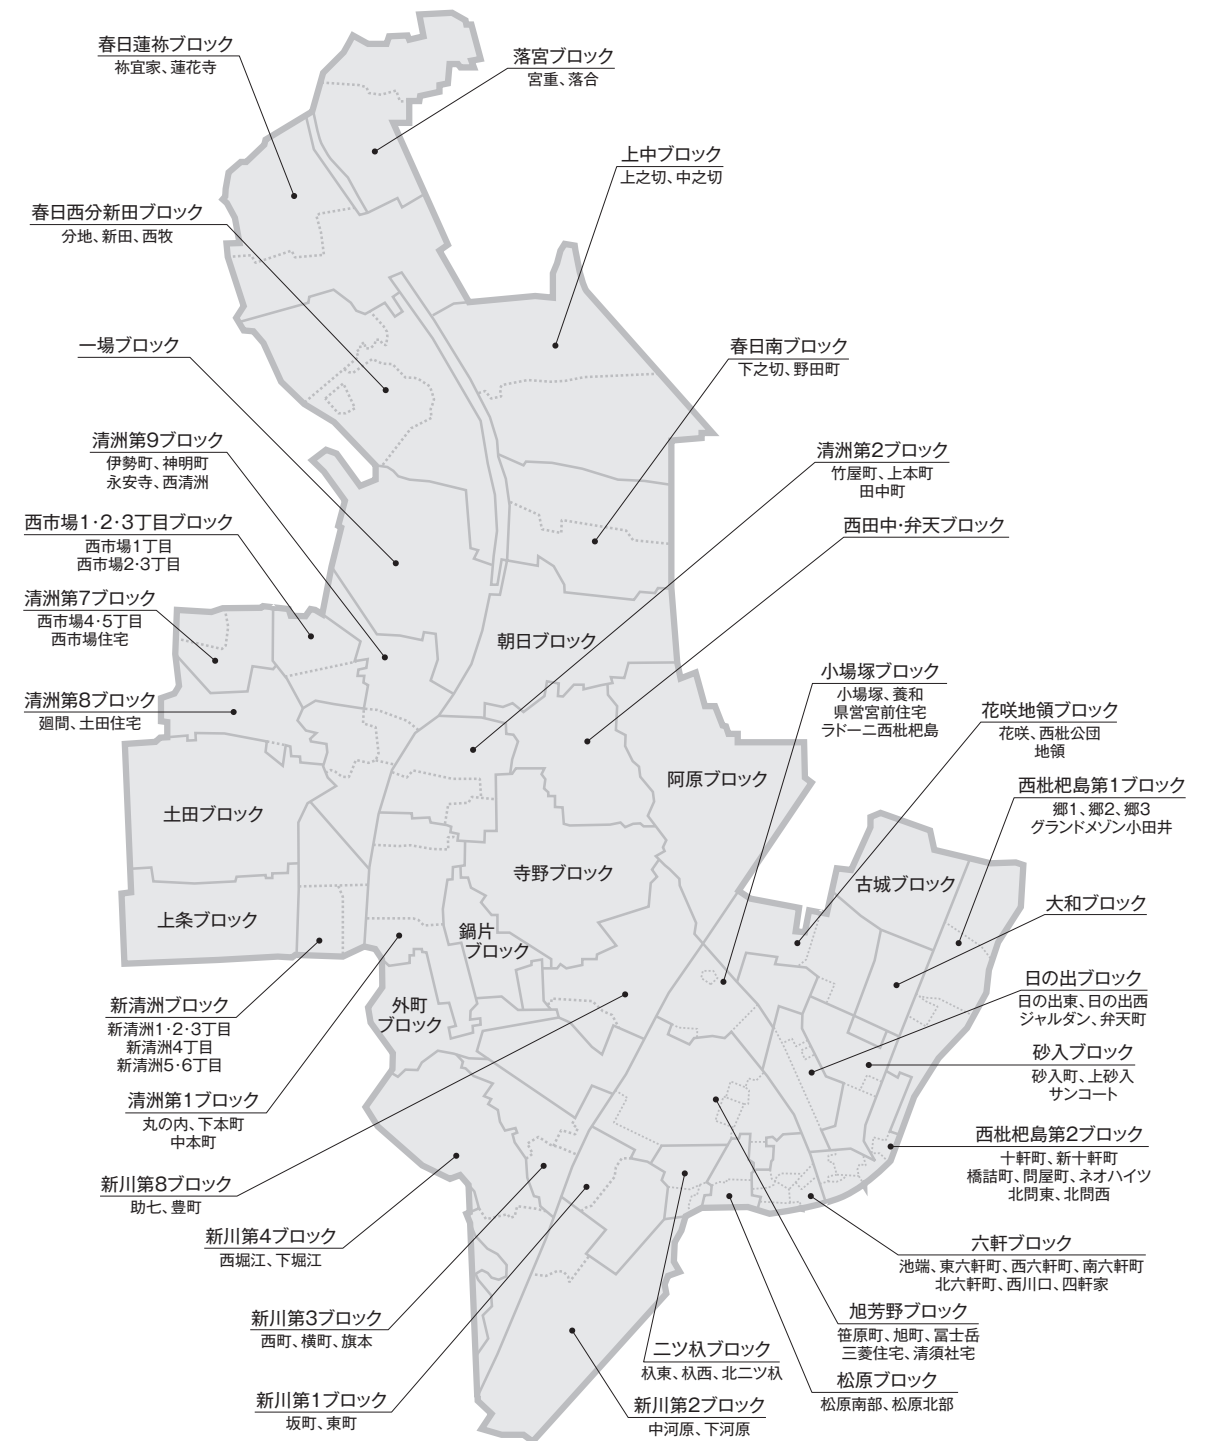 春日蓮祢ブロック
祢宜家、蓮花寺
落宮ブロック
宮重、落合
上中ブロック
上之切、中之切
春日西分新田ブロック
分地、新田、西牧
一場ブロック
春日南ブロック
下之切、野田町
清洲第9ブロック
伊勢町、神明町
永安寺、西清洲
清洲第2ブロック
竹屋町、上本町
田中町
西市場1・2・3丁目ブロック
西市場1丁目
西市場2・3丁目
西田中・弁天ブロック
清洲第7ブロック
西市場4・5丁目
西市場住宅
朝日ブロック
小場塚ブロック
小場塚、養和
県営宮前住宅
ラドーニ西枇杷島
清洲第8ブロック
廻間、土田住宅
花咲地領ブロック
花咲、西枇公団
地領
阿原ブロック
西枇杷島第1ブロック
郷1、郷2、郷3
グランドメゾン小田井
土田ブロック
寺野ブロック
古城ブロック
大和ブロック
上条ブロック
鍋片
ブロック
日の出ブロック
日の出東、日の出西
ジャルダン、弁天町
新清洲ブロック
新清洲1・2・3丁目
新清洲4丁目
新清洲5・6丁目
外町
ブロック
砂入ブロック
砂入町、上砂入
サンコート
清洲第1ブロック
丸の内、下本町
中本町
西枇杷島第2ブロック
十軒町、新十軒町
橋詰町、問屋町、ネオハイツ
北問東、北問西
新川第8ブロック
助七、豊町
新川第4ブロック
西堀江、下堀江
六軒ブロック
池端、東六軒町、西六軒町、南六軒町
北六軒町、西川口、四軒家
新川第3ブロック
西町、横町、旗本
旭芳野ブロック
笹原町、旭町、冨士岳
三菱住宅、清須社宅
二ツ杁ブロック
杁東、杁西、北二ツ杁
松原ブロック
松原南部、松原北部
新川第1ブロック
坂町、東町
新川第2ブロック
中河原、下河原